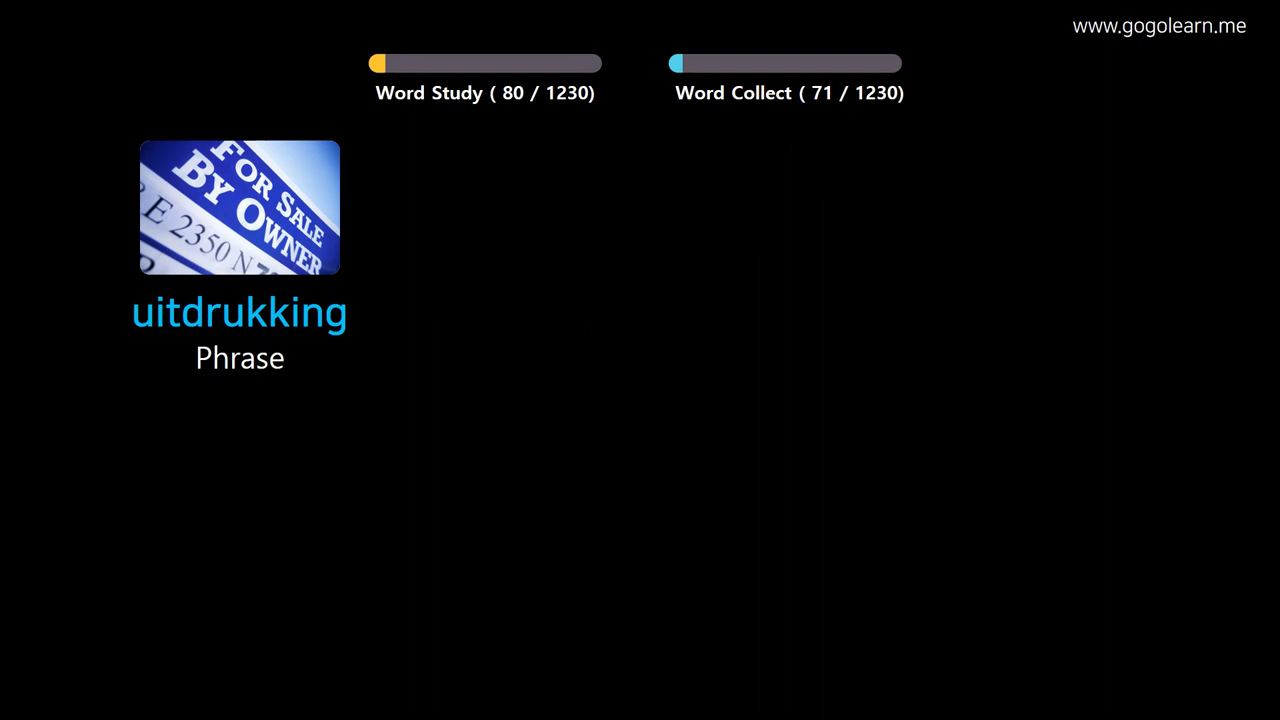 www.gogolearn.me
Word Study ( 80 / 1230)
Word Collect ( 71 / 1230)
FOR SALE
BY OWNER
E 2350 N
uitdrukking
Phrase